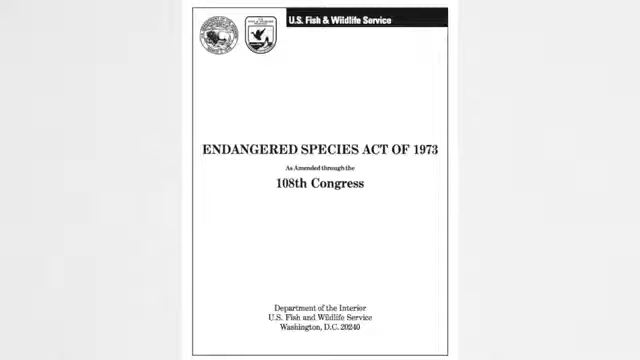 U.S. Fish & Wildlife Service
ENDANGERED SPECIES ACT OF 1973
As Amended through the
108th Congress
Department of the Interior
U.S. Fish and Wildlife Service
Washington, D.C. 20240